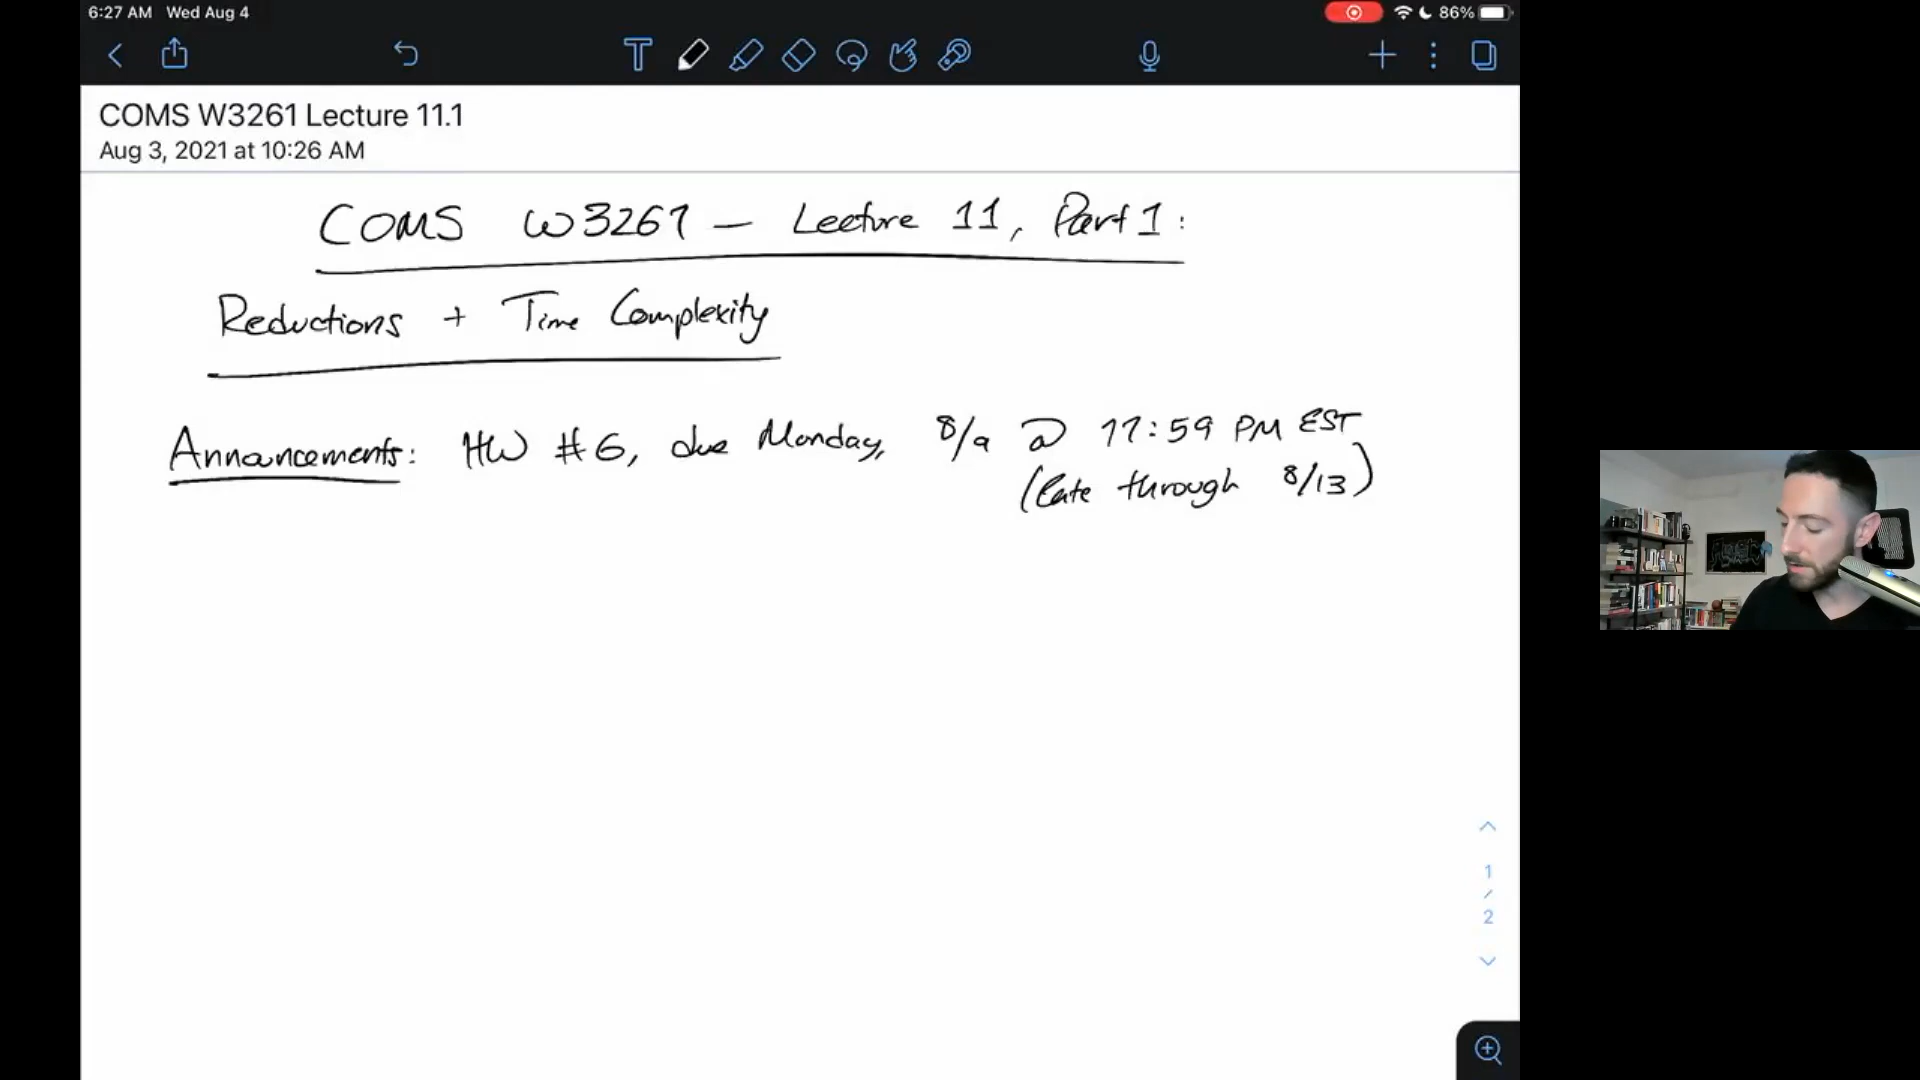 6:27 AM Wed Aug 4
86%
COMS W3261 Lecture 11.1
Aug 3, 2021 at 10:26 AM
COMS W3261 — Lecture 11, Part 1:
Reductions + Time Complexity
Announcements: HW #6, due Monday, 8/9 @ 11:59 PM EST
(late through 8/13)
1
/
2